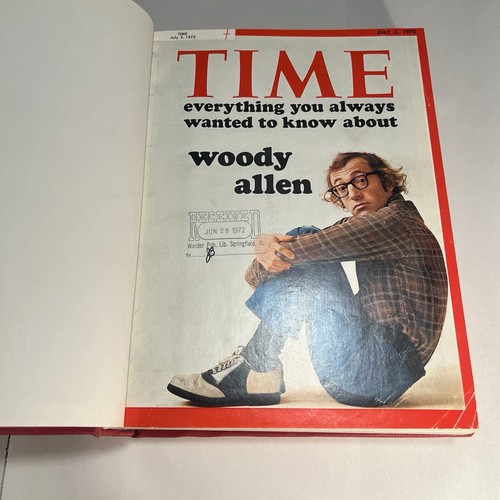 TIME
July 3, 1972
JULY 3, 1972
TIME
everything you always
wanted to know about
woody
allen
RECEIVED
JUN 28 1972
Warder Pub. Lib. Springfield, O.